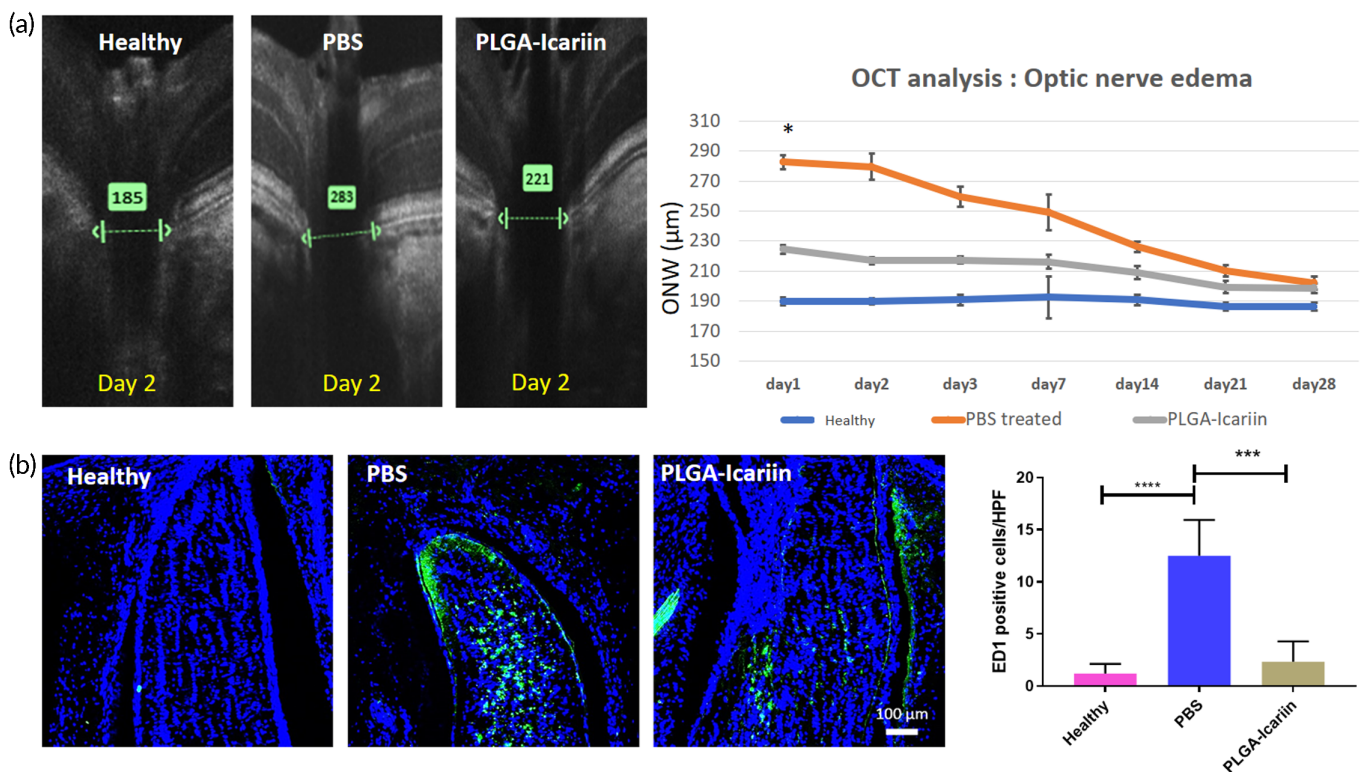 (a)
Healthy
PBS
PLGA-Icariin
185
283
221
Day 2
Day 2
Day 2
OCT analysis : Optic nerve edema
ONW (µm)
310
290
270
250
230
210
190
170
150
*
day1 day2 day3 day7 day14 day21 day28
Healthy PBS treated PLGA-Icariin
(b)
Healthy
PBS
PLGA-Icariin
100 µm
ED1 positive cells/HPF
20
15
10
5
0
****
***
Healthy
PBS
PLGA-Icariin